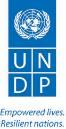 U N
D P
Empowered lives.
Resilient nations.